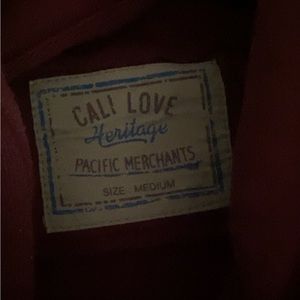 CALI LOVE
Heritage
PACIFIC MERCHANTS
SIZE MEDIUM